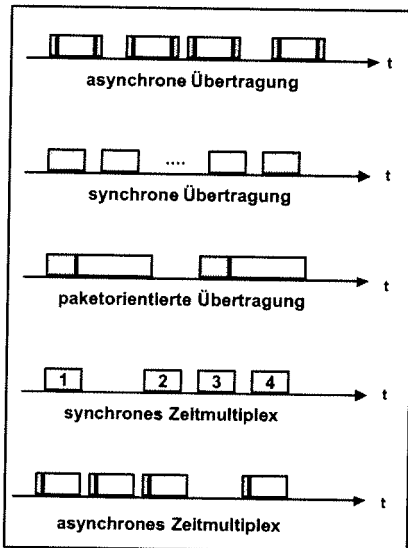 t
asynchrone Übertragung
....
t
synchrone Übertragung
t
paketorientierte Übertragung
1 2 3 4
t
synchrones Zeitmultiplex
t
asynchrones Zeitmultiplex